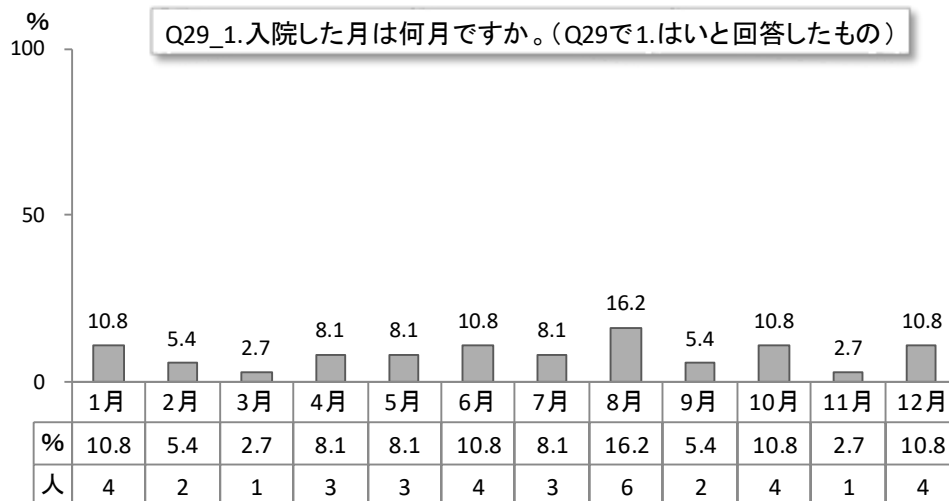 %
Q29_1.入院した月は何月ですか。（Q29で1.はいと回答したもの）
100
50
0
10.8 5.4 2.7 8.1 8.1 10.8 8.1 16.2 5.4 10.8 2.7 10.8
1月 2月 3月 4月 5月 6月 7月 8月 9月 10月 11月 12月
% 10.8 5.4 2.7 8.1 8.1 10.8 8.1 16.2 5.4 10.8 2.7 10.8
人 4 2 1 3 3 4 3 6 2 4 1 4